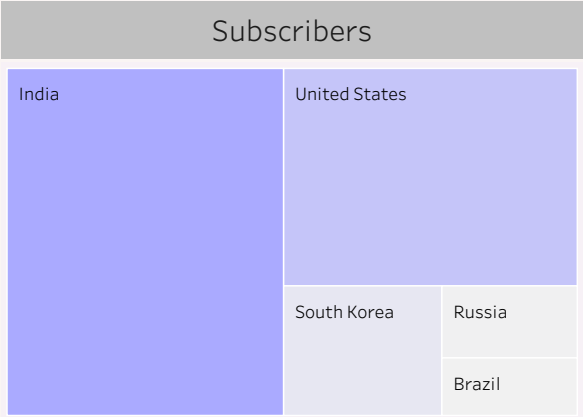 Subscribers
India
United States
South Korea
Russia
Brazil